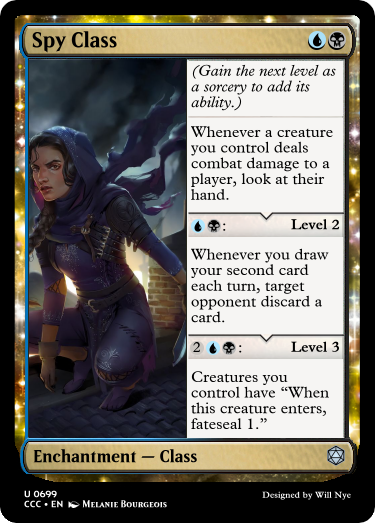 Spy Class
(Gain the next level as
a sorcery to add its
ability.)
Whenever a creature
you control deals
combat damage to a
player, look at their
hand.
: Level 2
Whenever you draw
your second card
each turn, target
opponent discard a
card.
2 : Level 3
Creatures you
control have “When
this creature enters,
fateseal 1.”
Enchantment — Class
U 0699
CCC • EN Melanie Bourgeois
Designed by Will Nye